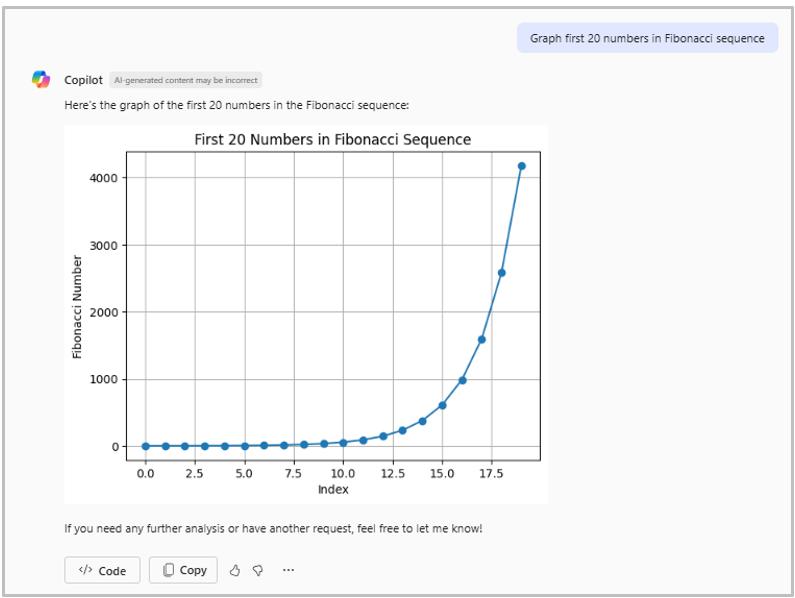 Graph first 20 numbers in Fibonacci sequence
Copilot AI-generated content may be incorrect
Here's the graph of the first 20 numbers in the Fibonacci sequence:
First 20 Numbers in Fibonacci Sequence
4000
3000
2000
1000
0
Fibonacci Number
0.0 2.5 5.0 7.5 10.0 12.5 15.0 17.5
Index
If you need any further analysis or have another request, feel free to let me know!
</> Code Copy ...